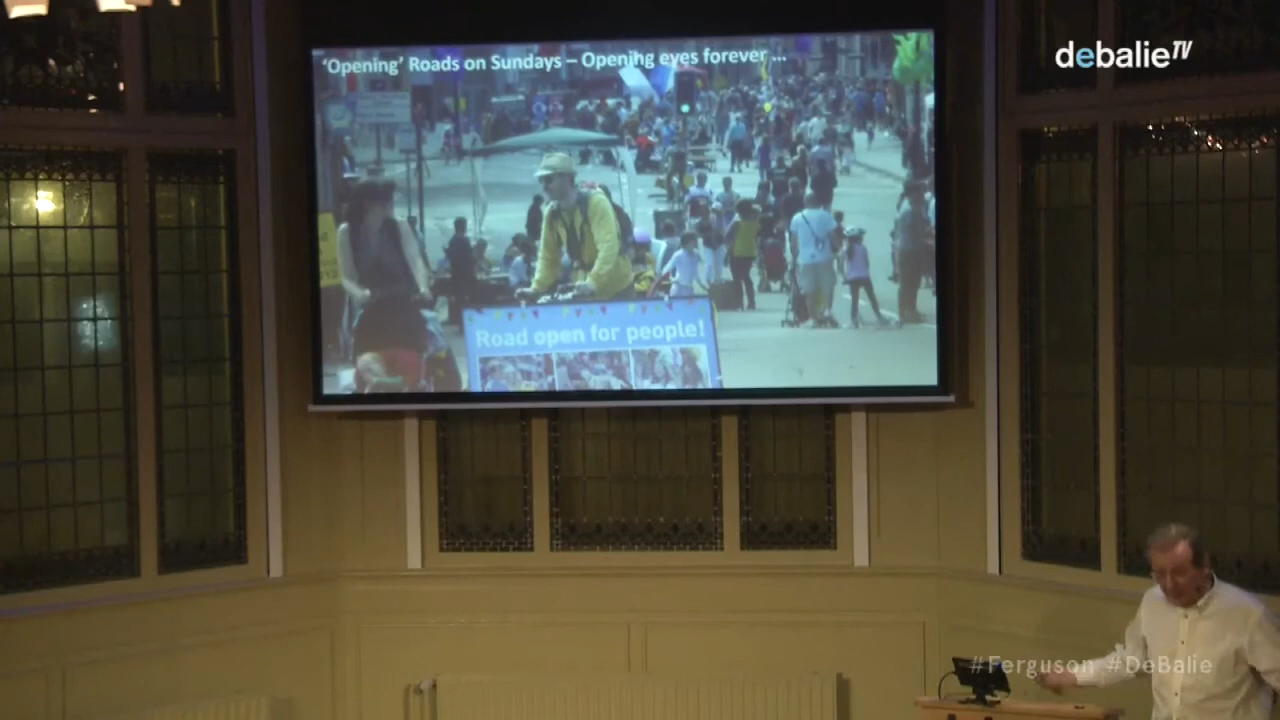 'Opening' Roads on Sundays – Opening eyes forever ...
debalieTV
Road open for people!
#Ferguson #DeBalie